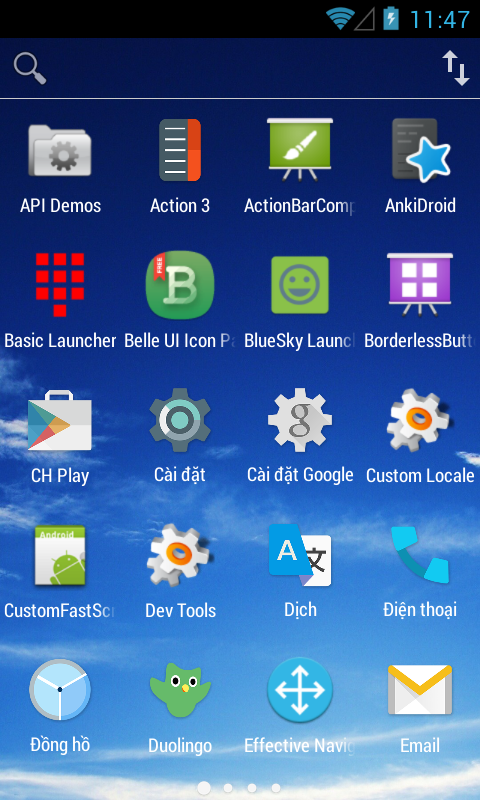 11:47
API Demos
Action 3
ActionBarComp
AnkiDroid
FREE
B
Basic Launcher
Belle UI Icon Pa
BlueSky Launc
BorderlessButt
CH Play
Cài đặt
g
Cài đặt Google
Custom Locale
Android
CustomFastScr
Dev Tools
A 文
Dịch
Điện thoại
Đồng hồ
Duolingo
Effective Navig
Email